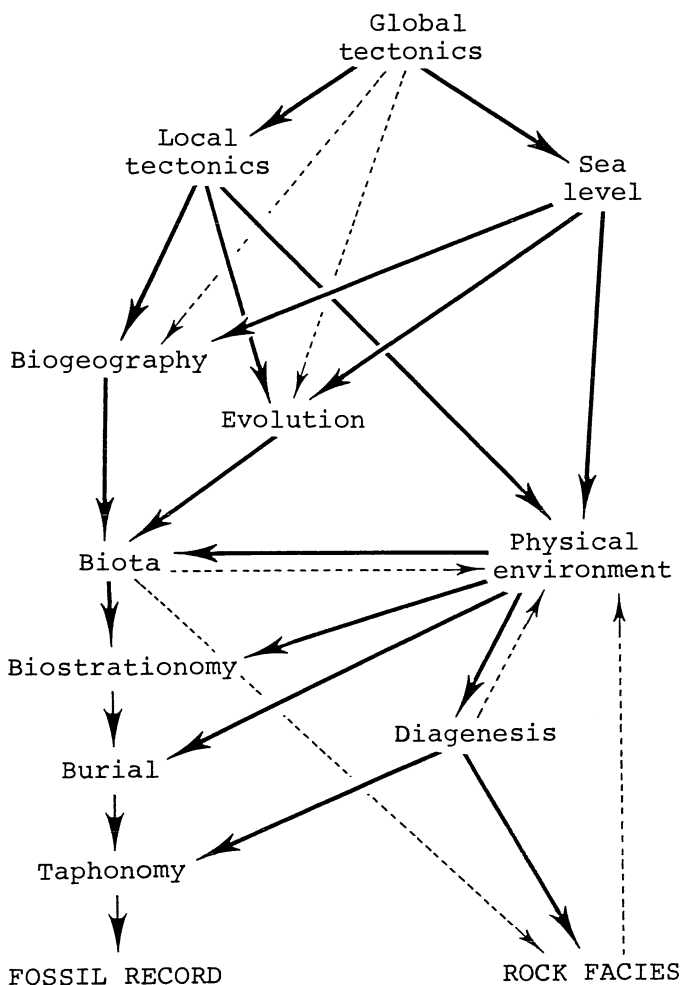 Global
tectonics
Local
tectonics
Sea
level
Biogeography
Evolution
Biota
Physical
environment
Biostrationomy
Diagenesis
Burial
Taphonomy
FOSSIL RECORD
ROCK FACIES